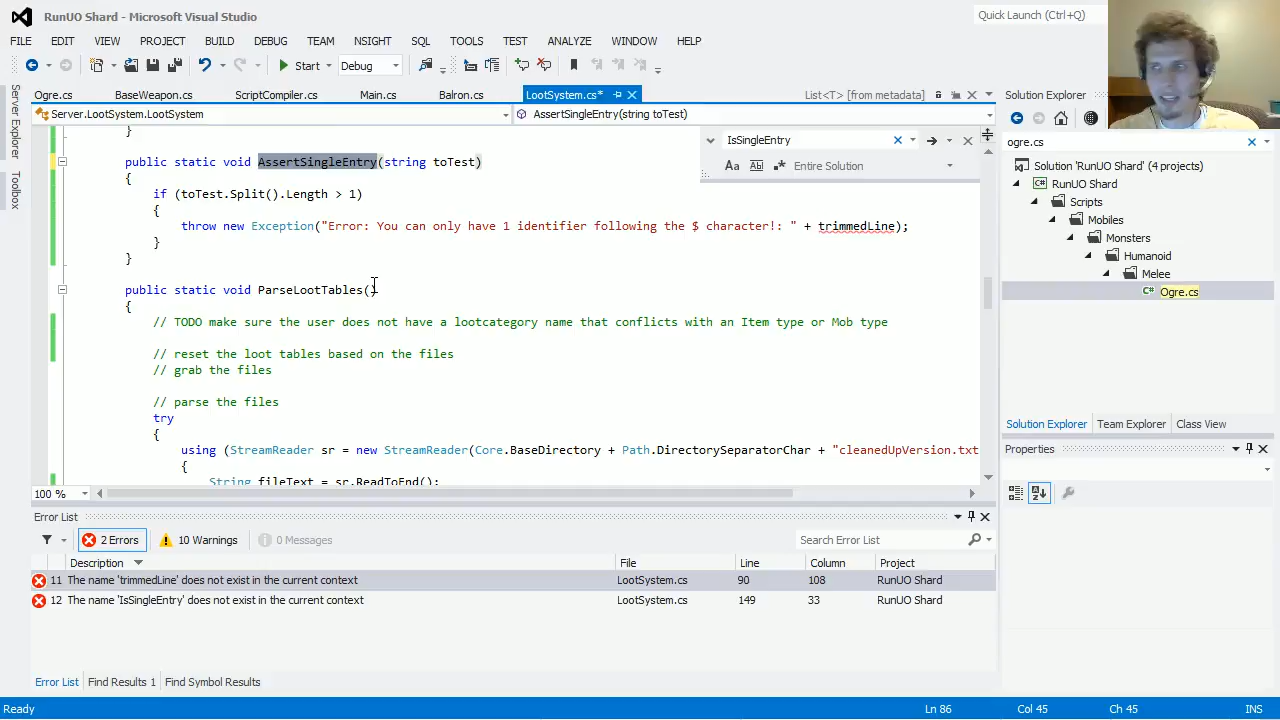 RunUO Shard - Microsoft Visual Studio
Quick Launch (Ctrl+Q)
FILE EDIT VIEW PROJECT BUILD DEBUG TEAM NSIGHT SQL TOOLS TEST ANALYZE WINDOW HELP
Start Debug
Ogre.cs BaseWeapon.cs ScriptCompiler.cs Main.cs Balron.cs LootSystem.cs* List<T> [from metadata]
Server.LootSystem.LootSystem AssertSingleEntry(string toTest)
Server Explorer
Toolbox
IsSingleEntry
Aa Ab Entire Solution
}
public static void AssertSingleEntry(string toTest)
{
if (toTest.Split().Length > 1)
{
throw new Exception("Error: You can only have 1 identifier following the $ character!: " + trimmedLine);
}
}
public static void ParseLootTables()
{
// TODO make sure the user does not have a lootcategory name that conflicts with an Item type or Mob type
// reset the loot tables based on the files
// grab the files
// parse the files
try
{
using (StreamReader sr = new StreamReader(Core.BaseDirectory + Path.DirectorySeparatorChar + "cleanedUpVersion.txt
{
String fileText = sr.ReadToEnd();
100 %
Solution Explorer
ogre.cs
Solution 'RunUO Shard' (4 projects)
RunUO Shard
Scripts
Mobiles
Monsters
Humanoid
Melee
C# Ogre.cs
Solution Explorer Team Explorer Class View
Properties
Error List
2 Errors 10 Warnings 0 Messages
Search Error List
Description File Line Column Project
11 The name 'trimmedLine' does not exist in the current context LootSystem.cs 90 108 RunUO Shard
12 The name 'IsSingleEntry' does not exist in the current context LootSystem.cs 149 33 RunUO Shard
Error List Find Results 1 Find Symbol Results
Ready Ln 86 Col 45 Ch 45 INS